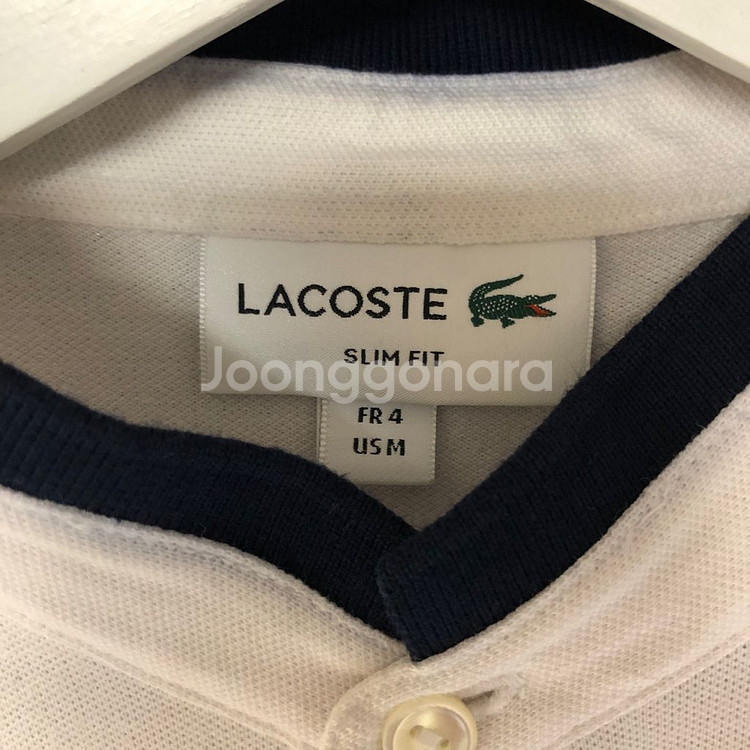 LACOSTE
SLIM FIT
Joonggonara
FR 4
US M